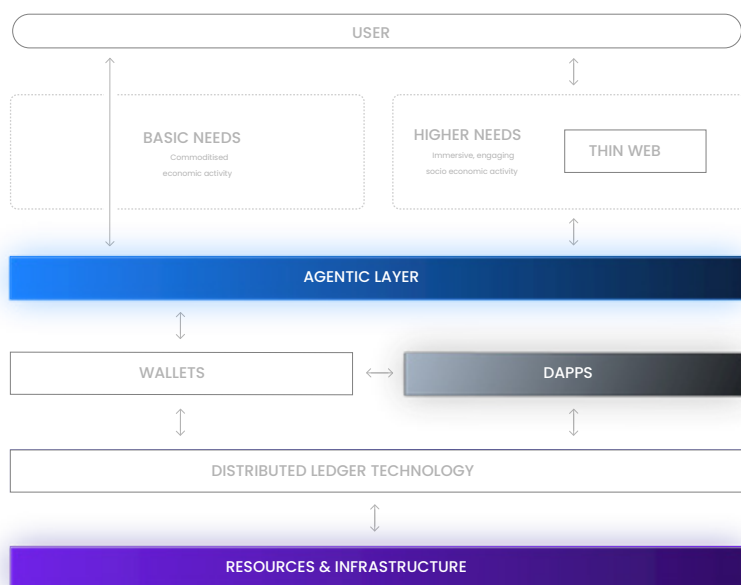 USER
BASIC NEEDS
Commoditised
economic activity
HIGHER NEEDS
Immersive, engaging
socio economic activity
THIN WEB
AGENTIC LAYER
WALLETS
DAPPS
DISTRIBUTED LEDGER TECHNOLOGY
RESOURCES & INFRASTRUCTURE